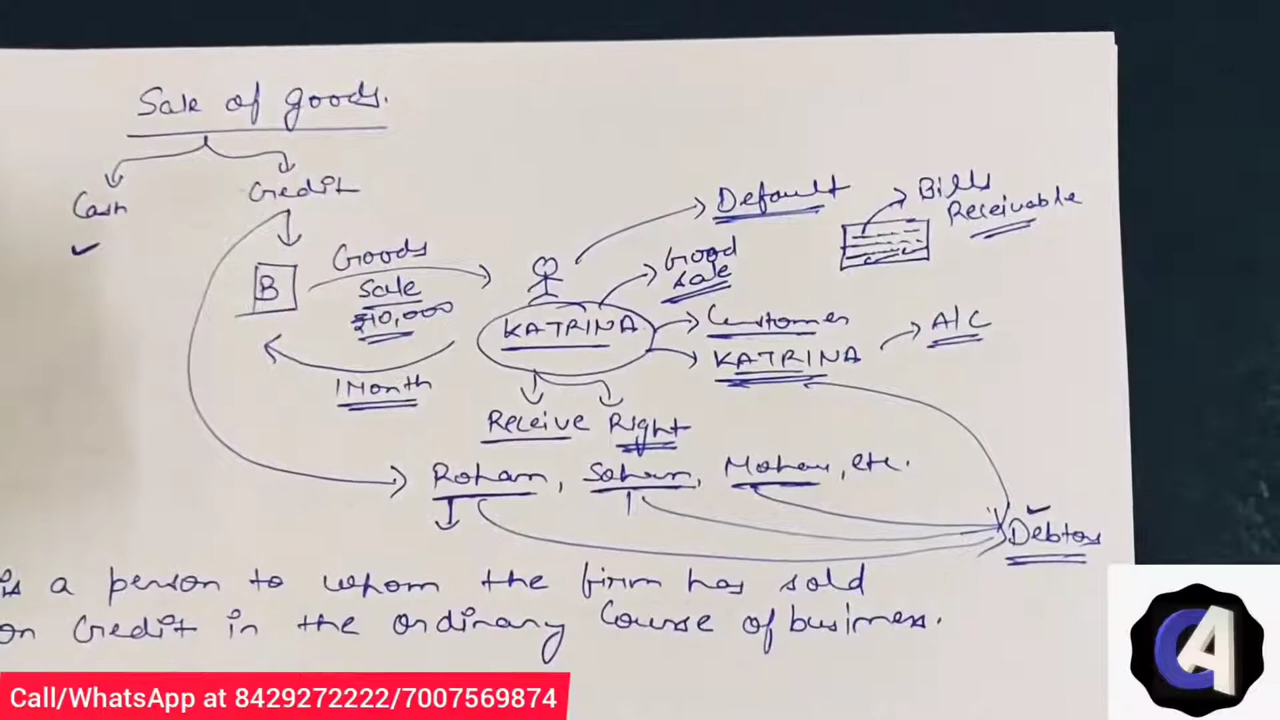 Sale of goods.
Cash
Credit
Default
Bills
Receivable
Goods
Sale
₹10,000
B
Good
Sale
KATRINA
Customer
KATRINA
A/C
1 Month
Receive Right
Rohan, Sohan, Mohan, etc.
Debtors
is a person to whom the firm has sold
on Credit in the ordinary Course of business.
Call/WhatsApp at 8429272222/7007569874
CA